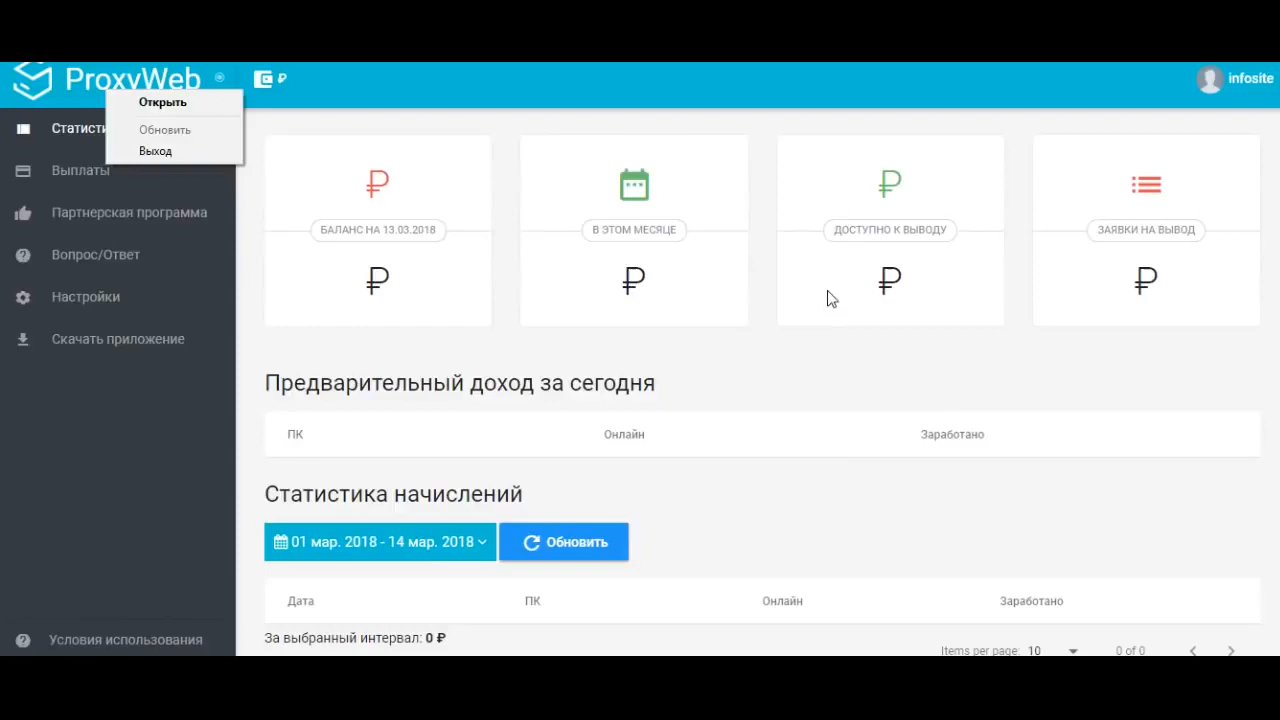 ProxyWeb
₽
infosite
Открыть
Обновить
Выход
Выплаты
Партнерская программа
Вопрос/Ответ
Настройки
Скачать приложение
Условия использования
₽
БАЛАНС НА 13.03.2018
₽
В ЭТОМ МЕСЯЦЕ
₽
₽
ДОСТУПНО К ВЫВОДУ
₽
ЗАЯВКИ НА ВЫВОД
₽
Предварительный доход за сегодня
ПК Онлайн Заработано
Статистика начислений
01 мар. 2018 - 14 мар. 2018
Обновить
Дата ПК Онлайн Заработано
За выбранный интервал: 0 ₽
Items per page: 10 0 of 0